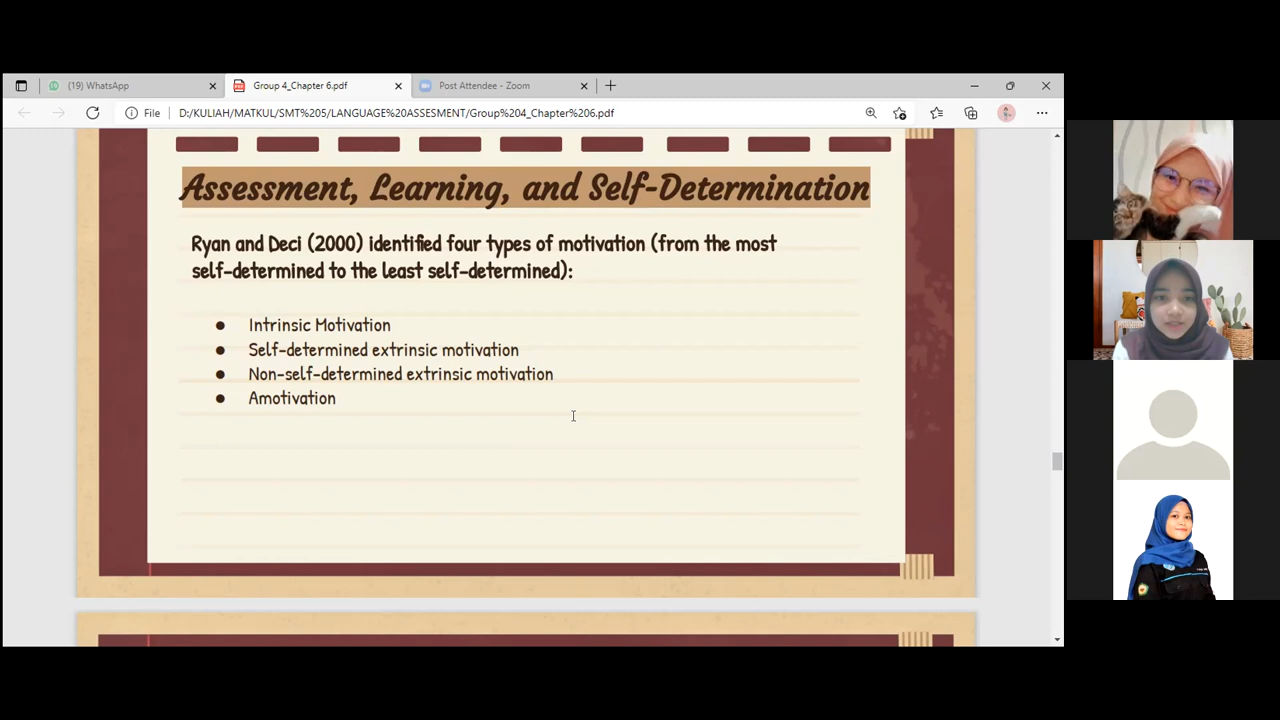 (19) WhatsApp
Group 4_Chapter 6.pdf
Post Attendee - Zoom
File
D:/KULIAH/MATKUL/SMT%205/LANGUAGE%20ASSESMENT/Group%204_Chapter%206.pdf
Assessment, Learning, and Self-Determination
Ryan and Deci (2000) identified four types of motivation (from the most
self-determined to the least self-determined):
● Intrinsic Motivation
● Self-determined extrinsic motivation
● Non-self-determined extrinsic motivation
● Amotivation